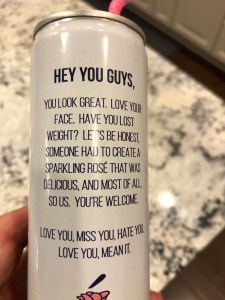 HEY YOU GUYS,
YOU LOOK GREAT. LOVE YOUR
FACE. HAVE YOU LOST
WEIGHT? LET'S BE HONEST,
SOMEONE HAD TO CREATE A
SPARKLING ROSÉ THAT WAS
DELICIOUS, AND MOST OF ALL...
SO US. YOU'RE WELCOME.
LOVE YOU, MISS YOU, HATE YOU,
LOVE YOU, MEAN IT.